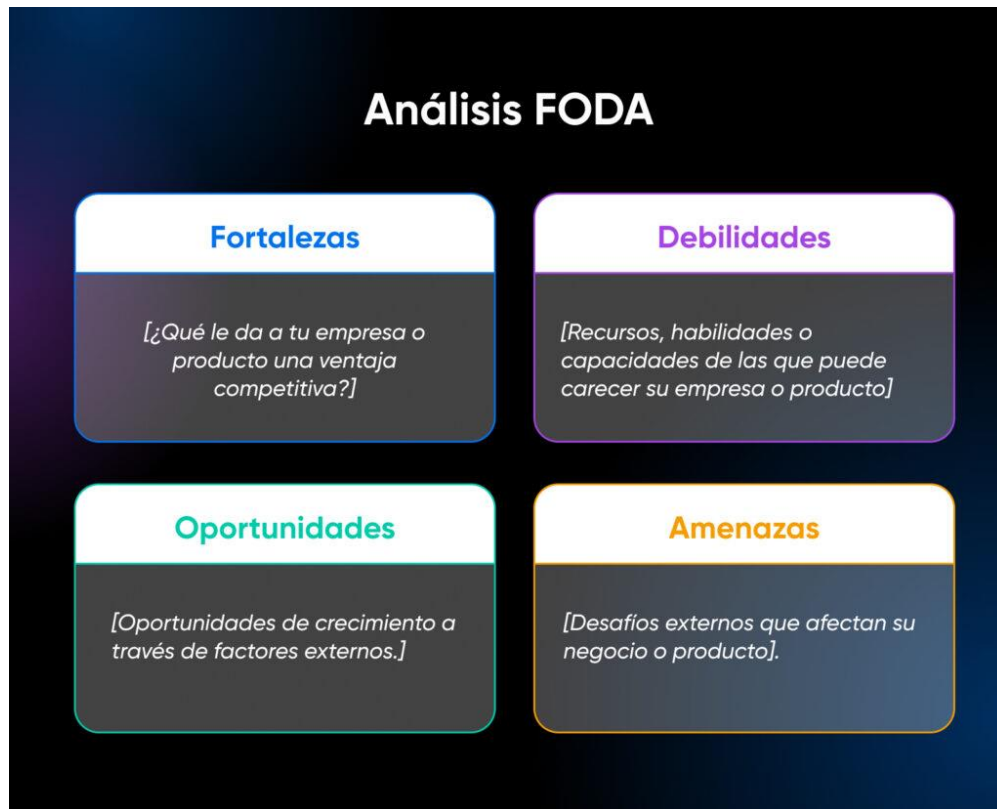 Análisis FODA
Fortalezas
[¿Qué le da a tu empresa o
producto una ventaja
competitiva?]
Debilidades
[Recursos, habilidades o
capacidades de las que puede
carecer su empresa o producto]
Oportunidades
[Oportunidades de crecimiento a
través de factores externos.]
Amenazas
[Desafíos externos que afectan su
negocio o producto].